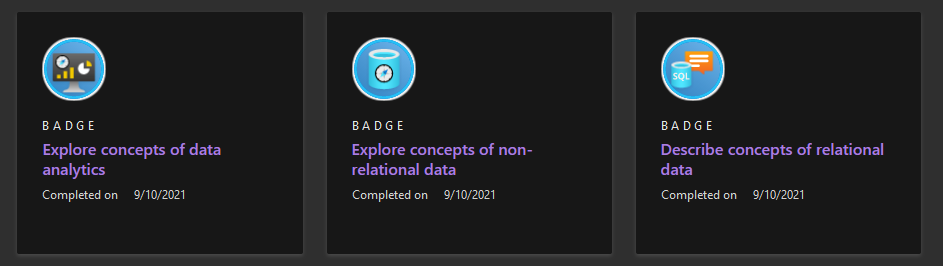 BADGE
Explore concepts of data
analytics
Completed on 9/10/2021
BADGE
Explore concepts of non-
relational data
Completed on 9/10/2021
SQL
BADGE
Describe concepts of relational
data
Completed on 9/10/2021